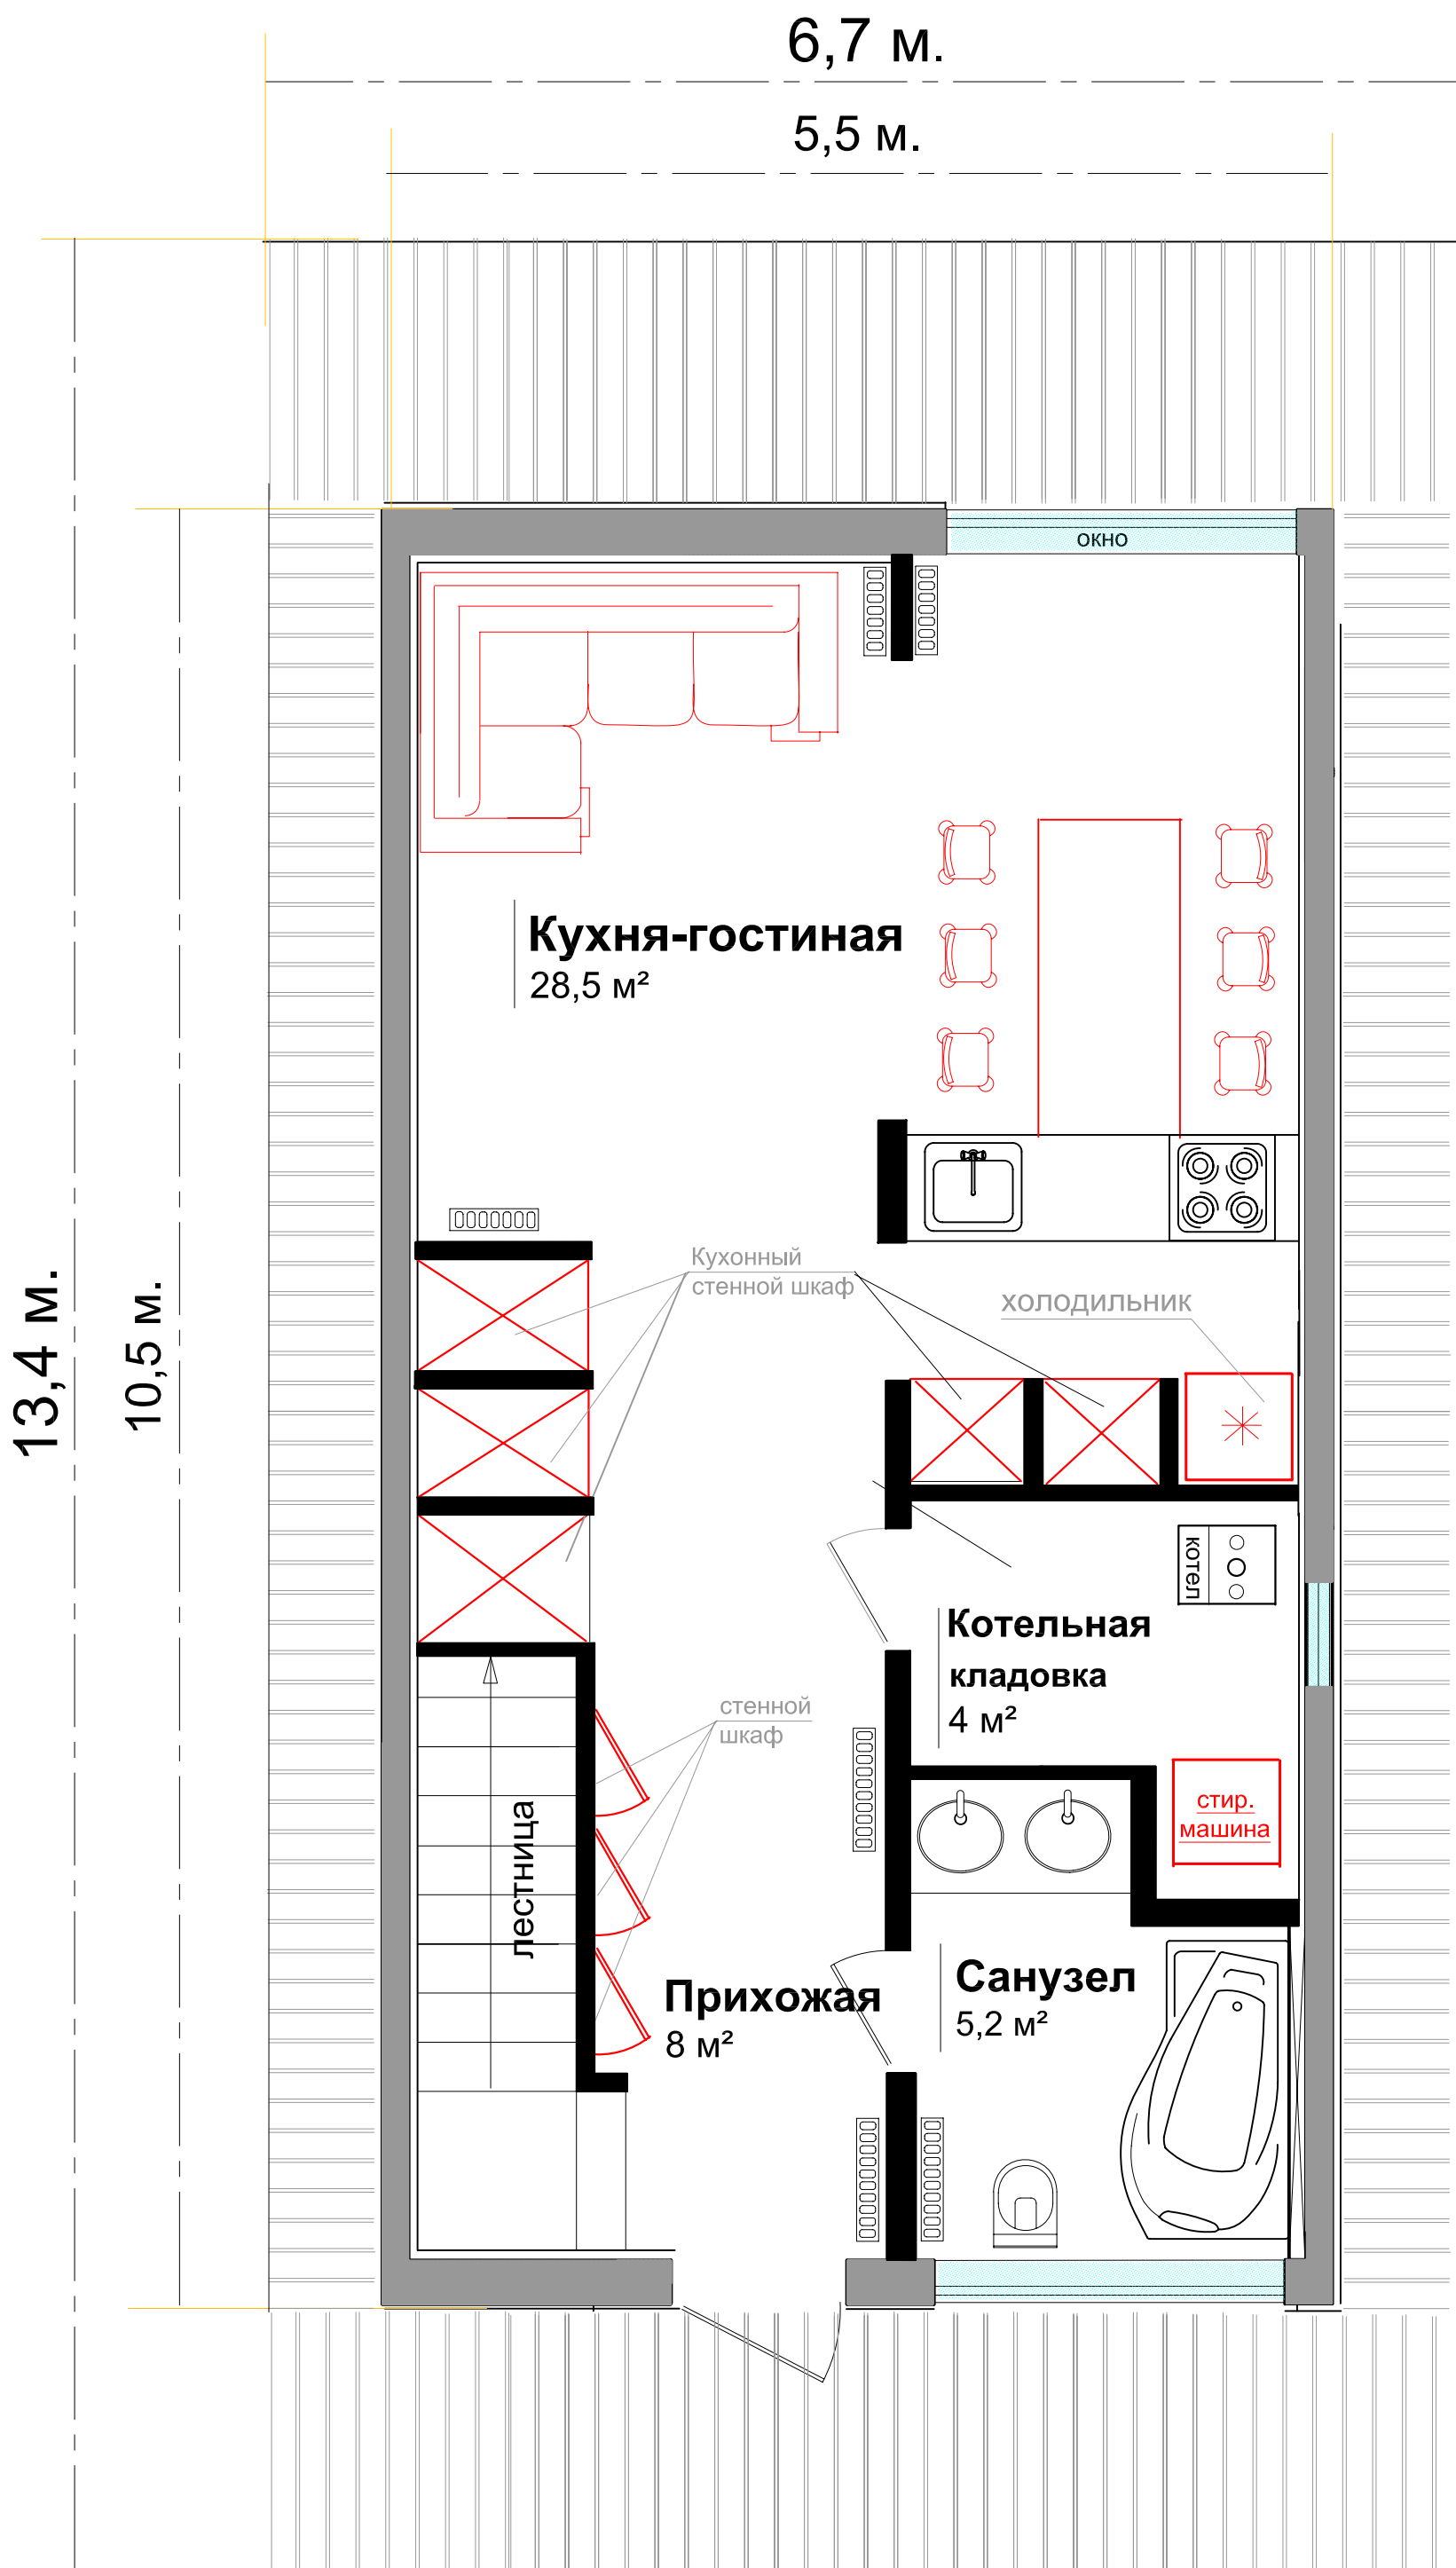 6,7 м.
5,5 м.
13,4 м.
10,5 м.
окно
Кухня-гостиная
28,5 м²
Кухонный
стенной шкаф
холодильник
котел
Котельная
кладовка
4 м²
стенной
шкаф
стир.
машина
лестница
Прихожая
8 м²
Санузел
5,2 м²